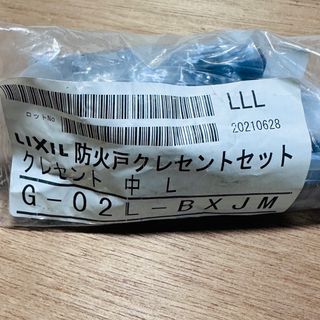 LLL
ロットNo
20210628
LIXIL 防火戸クレセントセット
クレセント 中 L
G-02L-BXJM